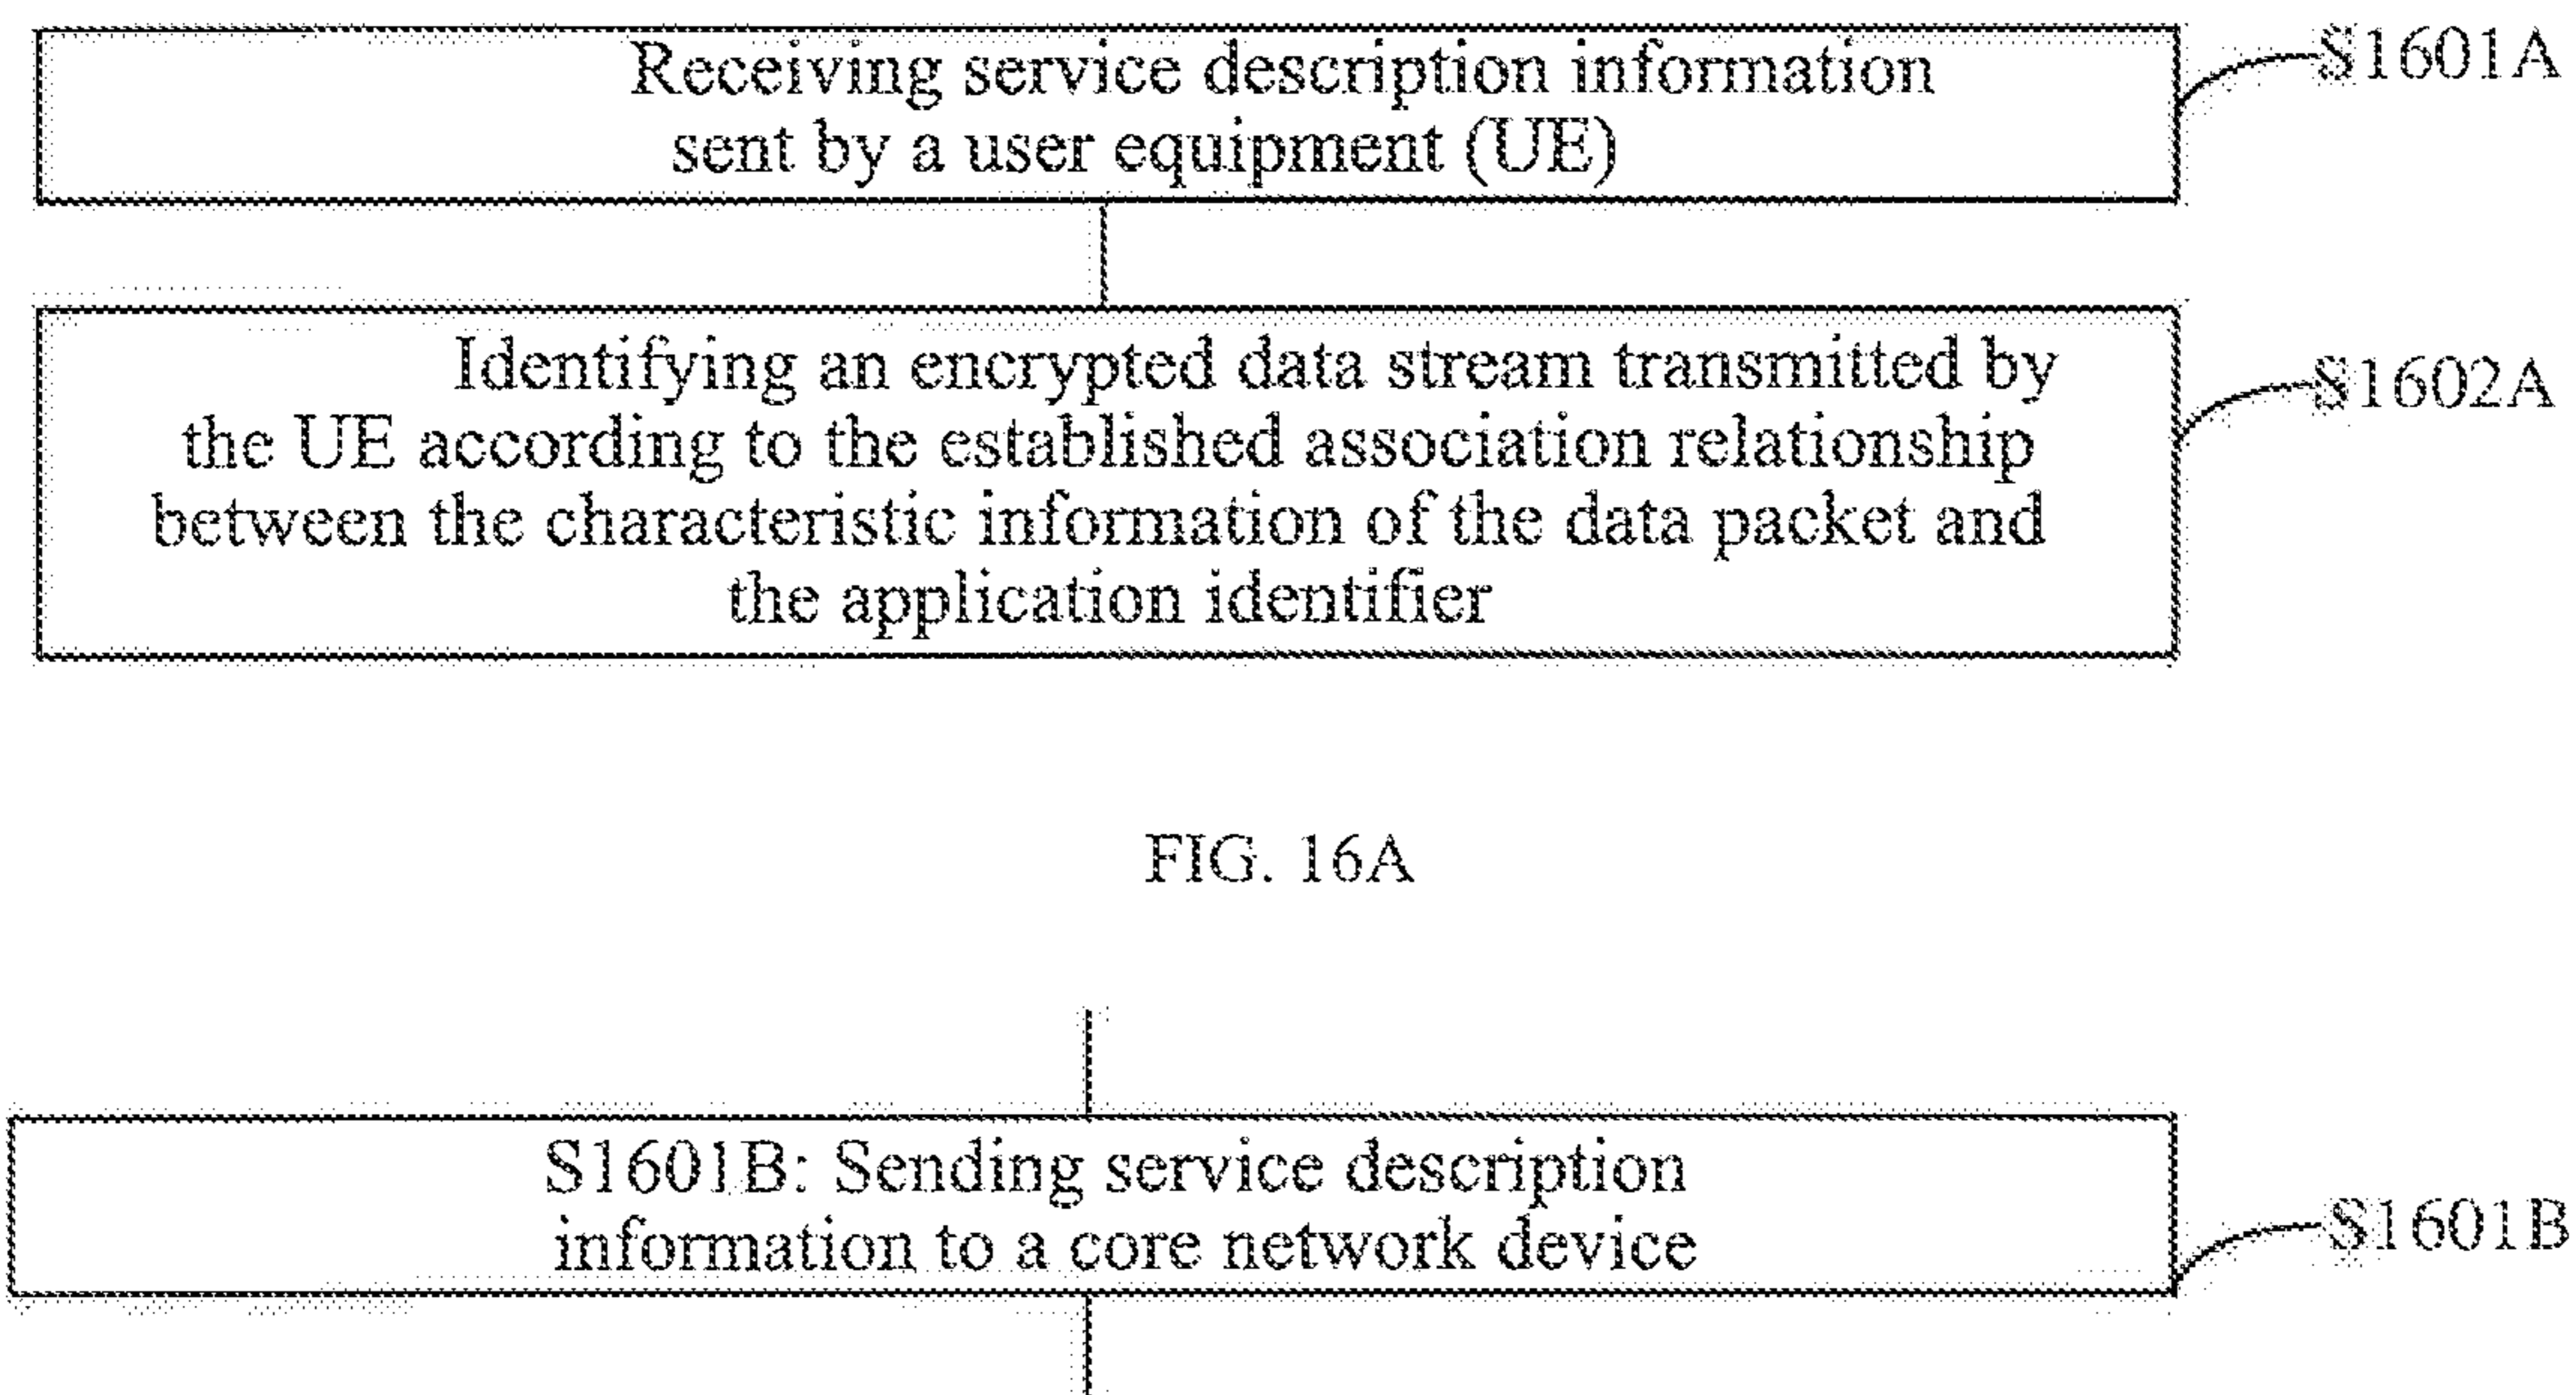 Receiving service description information
sent by a user equipment (UE)
S1601A
Identifying an encrypted data stream transmitted by
the UE according to the established association relationship
between the characteristic information of the data packet and
the application identifier
S1602A
FIG. 16A
S1601B: Sending service description
information to a core network device
S1601B